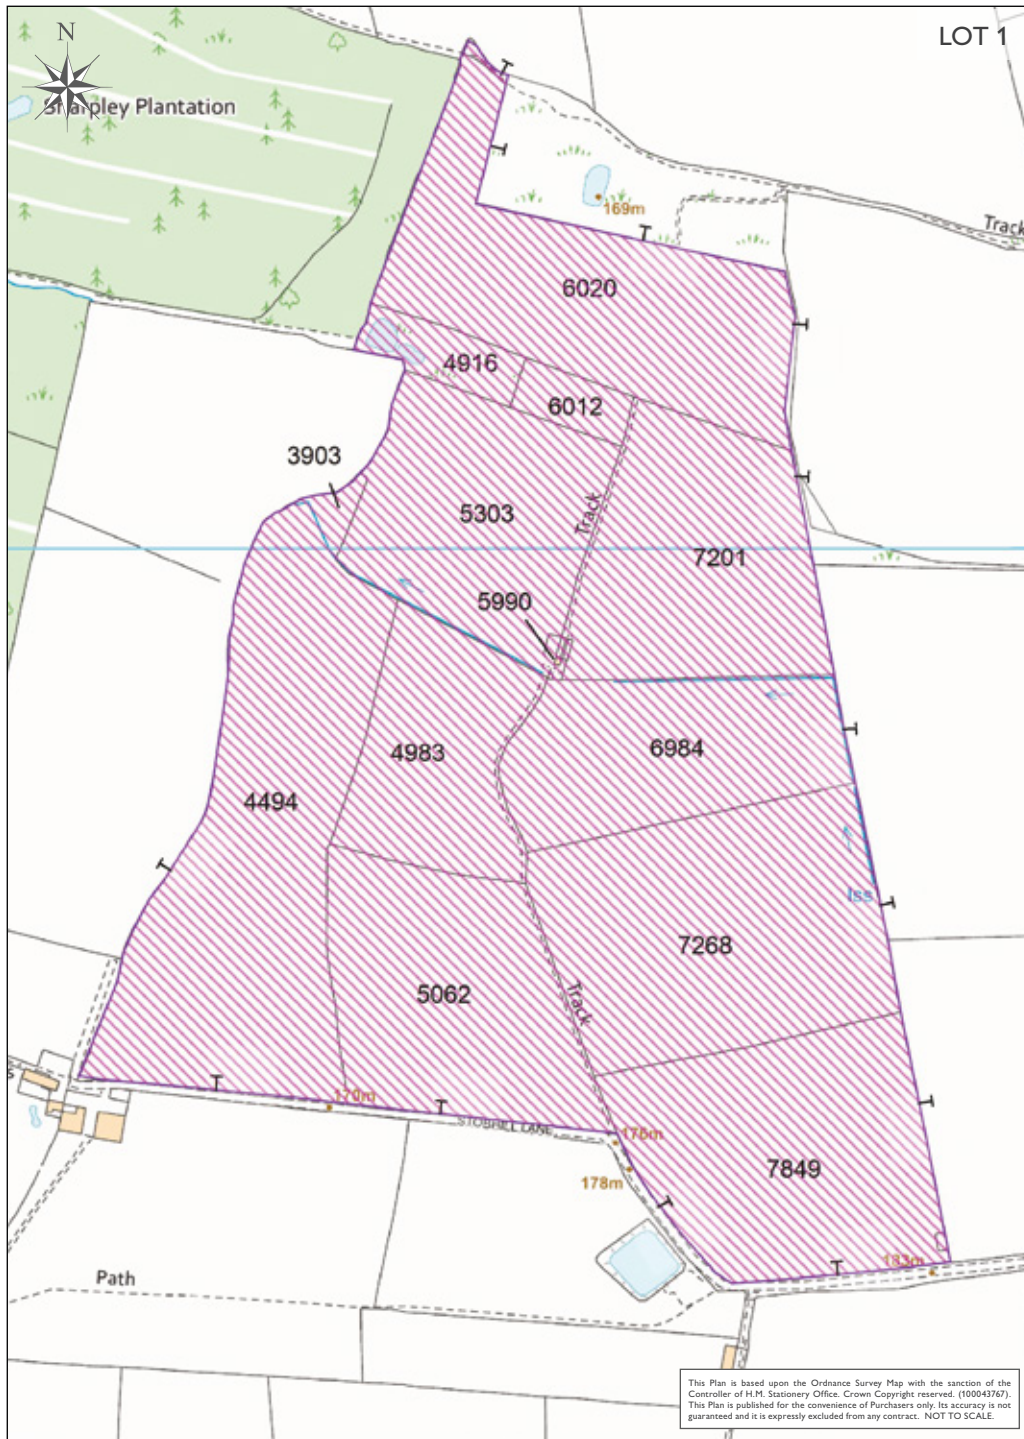 LOT 1
N
Sharpley Plantation
169m
Track
6020
4916
6012
3903
5303
Track
7201
5990
4983
6984
4494
Iss
7268
5062
Track
170m
STOBHILL LANE
176m
178m
7849
183m
Path
This Plan is based upon the Ordnance Survey Map with the sanction of the
Controller of H.M. Stationery Office. Crown Copyright reserved. (100043767).
This Plan is published for the convenience of Purchasers only. Its accuracy is not
guaranteed and it is expressly excluded from any contract. NOT TO SCALE.